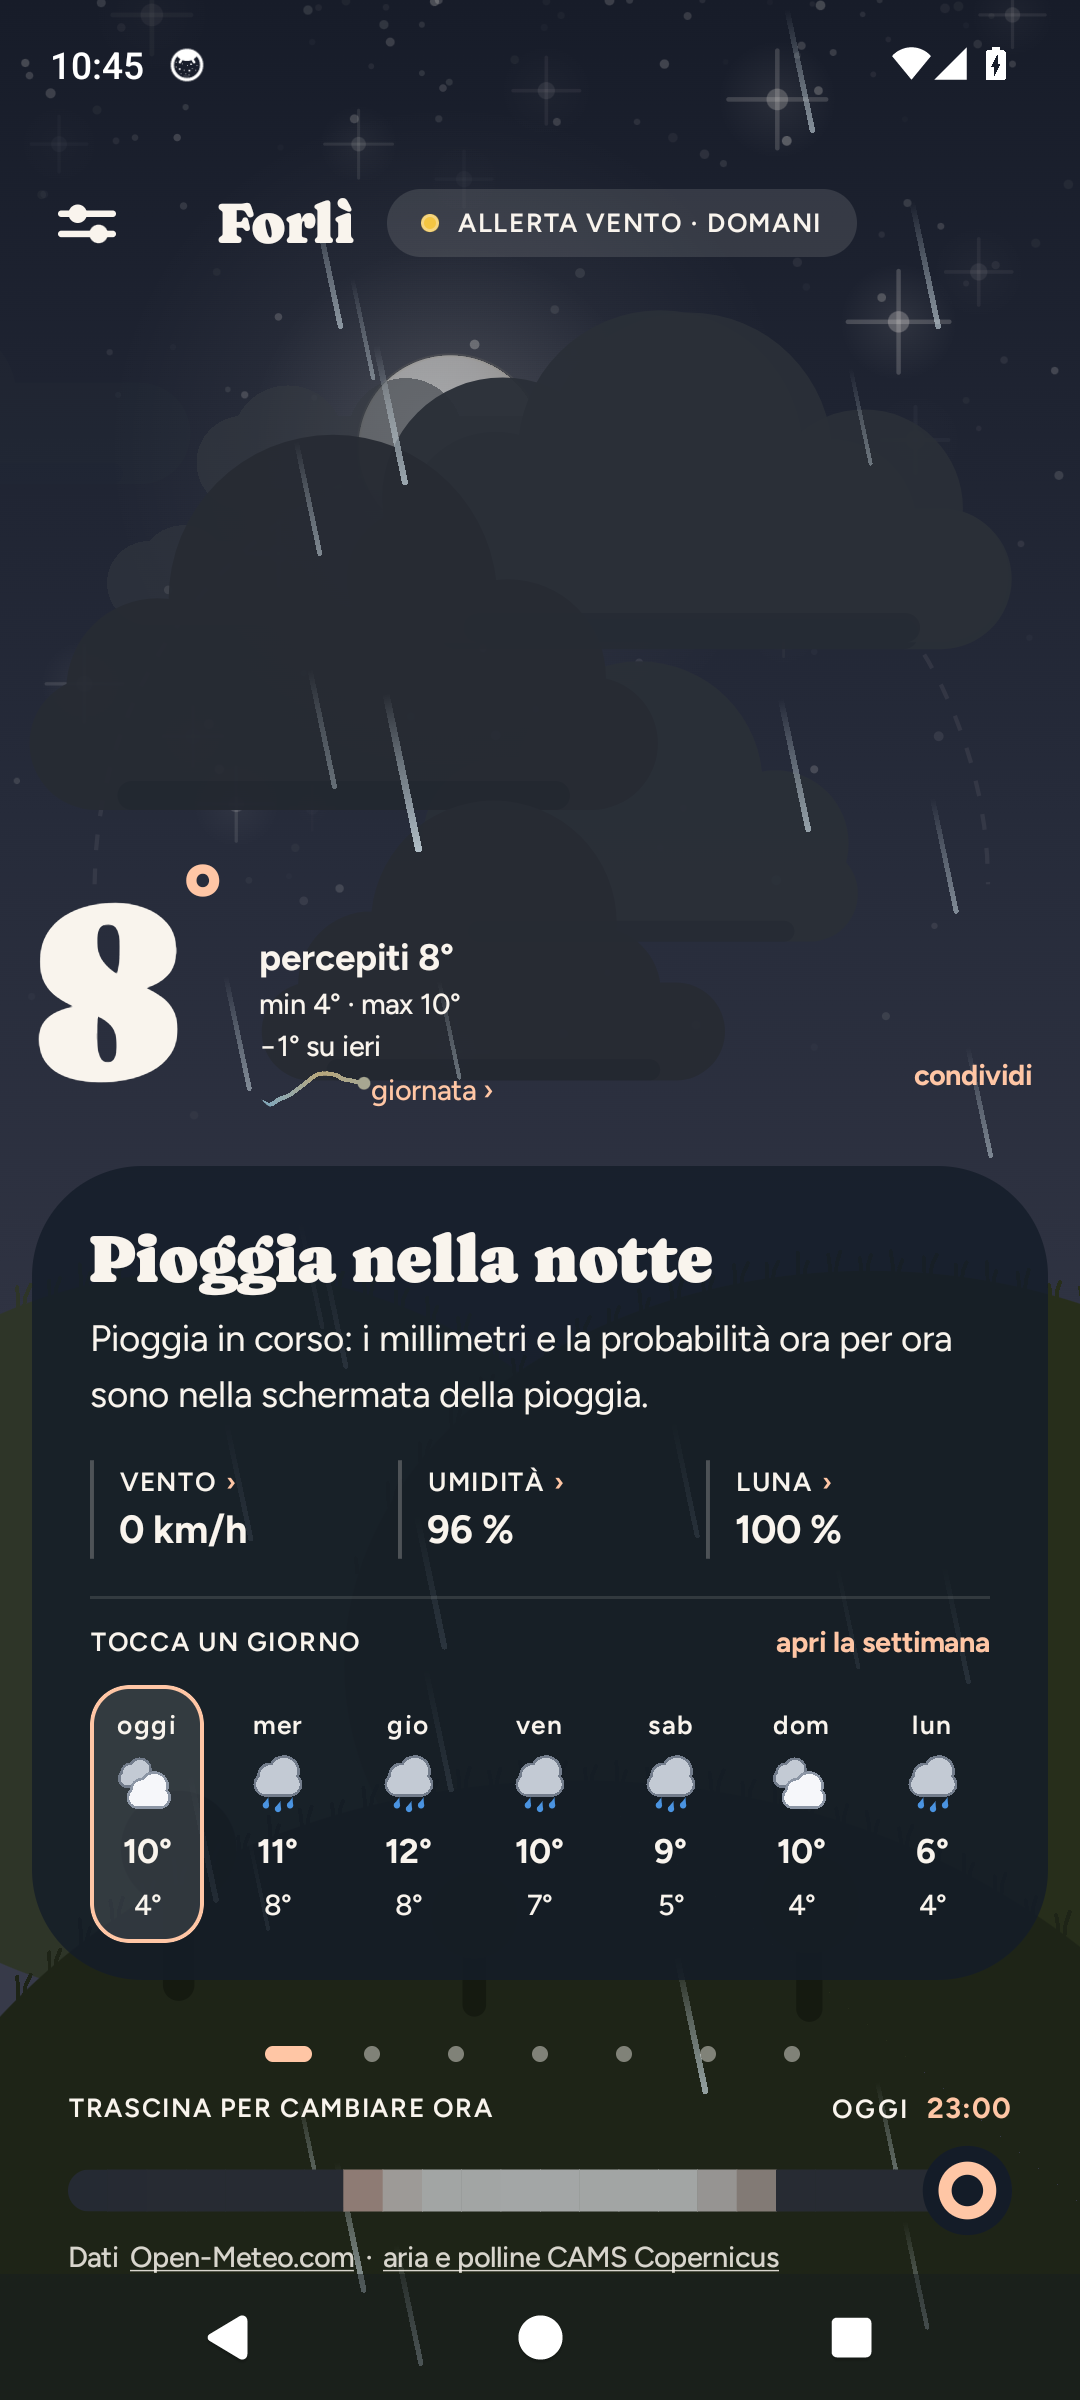 10:45
Forlì
ALLERTA VENTO · DOMANI
8°
percepiti 8°
min 4° · max 10°
−1° su ieri
giornata ›
condividi
Pioggia nella notte
Pioggia in corso: i millimetri e la probabilità ora per ora
sono nella schermata della pioggia.
VENTO › UMIDITÀ › LUNA ›
0 km/h 96 % 100 %
TOCCA UN GIORNO apri la settimana
oggi mer gio ven sab dom lun
10° 11° 12° 10° 9° 10° 6°
4° 8° 8° 7° 5° 4° 4°
TRASCINA PER CAMBIARE ORA OGGI 23:00
Dati Open-Meteo.com · aria e polline CAMS Copernicus